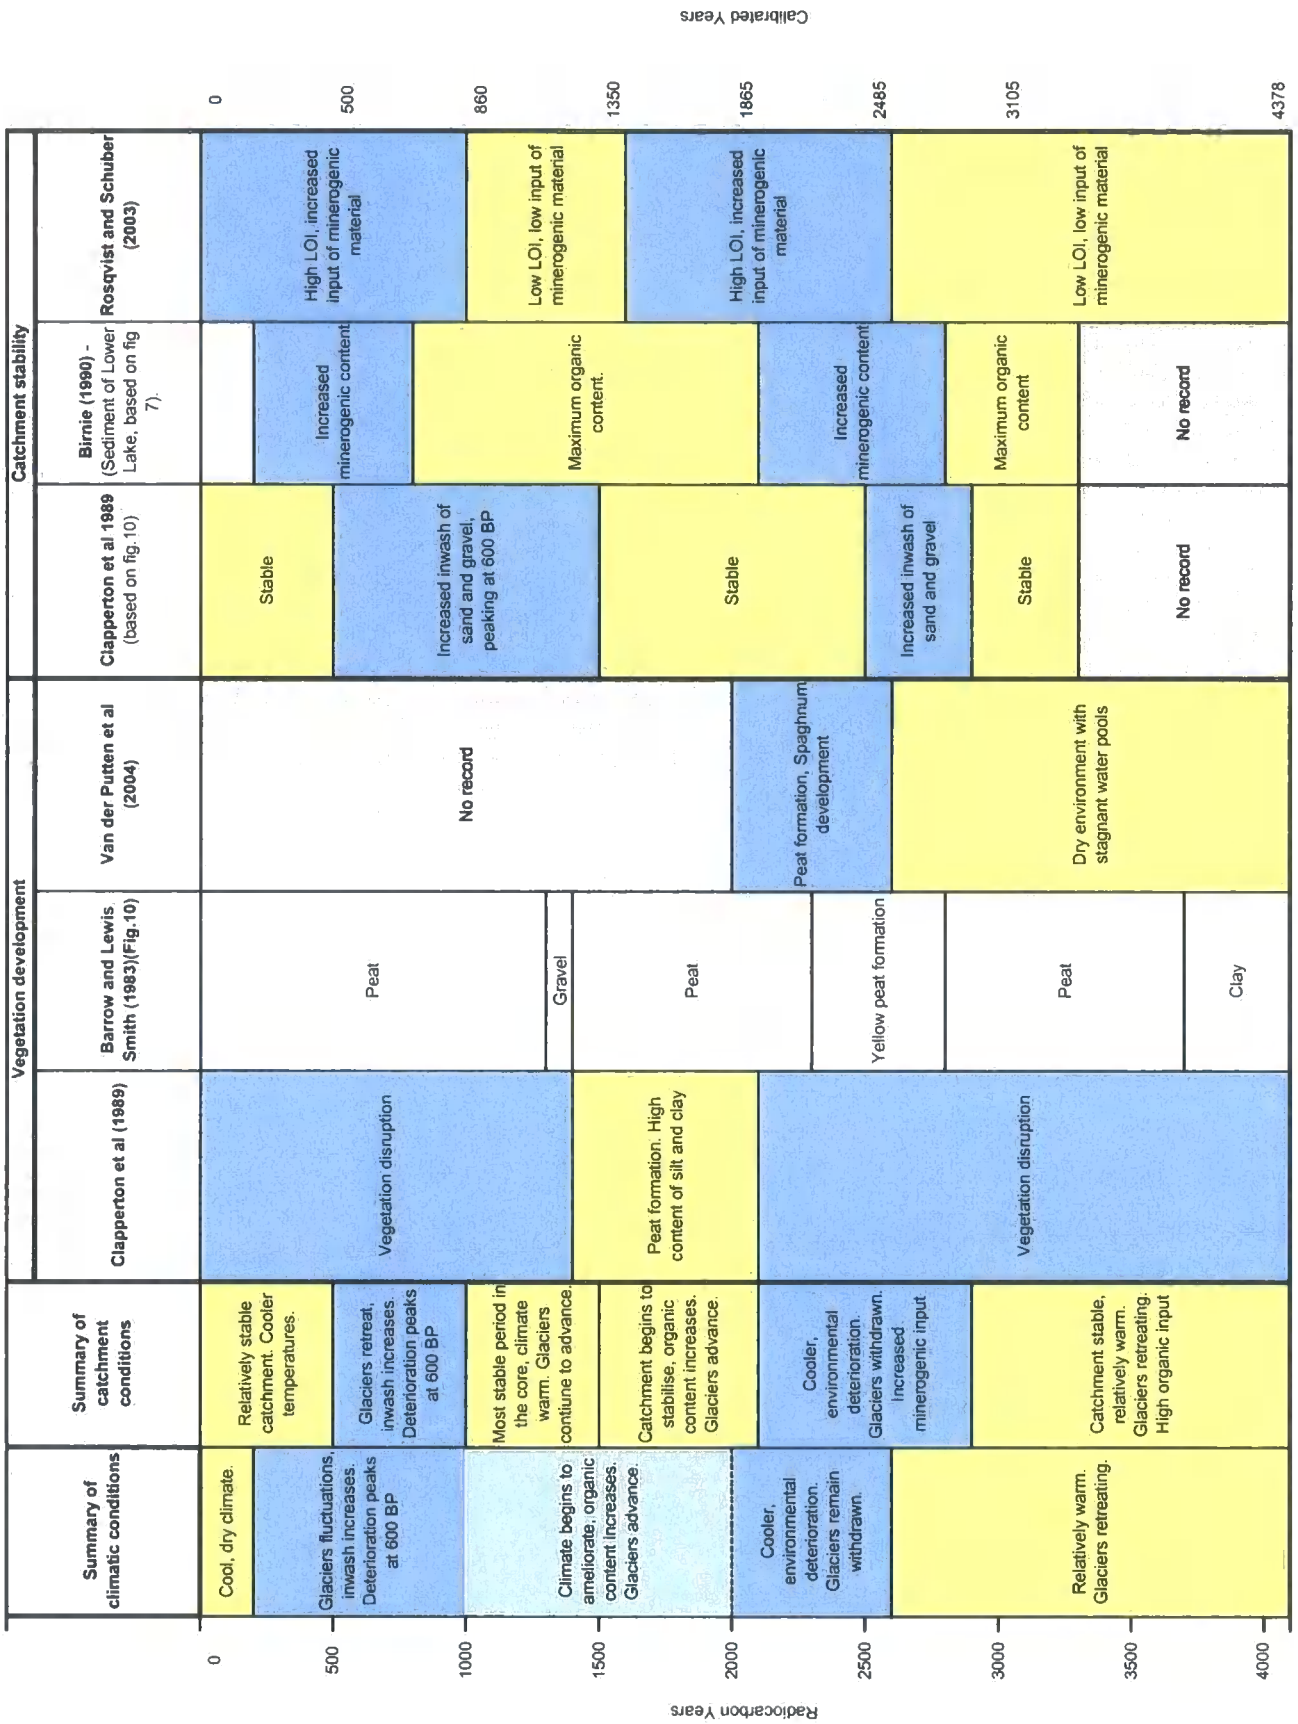 Calibrated Years
0
500
860
1350
1865
2485
3105
4378
Catchment stability
Vegetation development
Rosqvist and Schuber
(2003)
High LOI, increased
input of minerogenic
material
Low LOI, low input of
minerogenic material
High LOI, increased
input of minerogenic
material
Low LOI, low input of
minerogenic material
Birnie (1990) -
(Sediment of Lower
Lake, based on fig
7).
Increased
minerogenic content
Maximum organic
content.
Increased
minerogenic content
Maximum organic
content
No record
Clapperton et al 1989
(based on fig.10)
Stable
Increased inwash of
sand and gravel,
peaking at 600 BP
Stable
Increased inwash of
sand and gravel
Stable
No record
Van der Putten et al
(2004)
No record
Peat formation, Spaghnum
development
Dry environment with
stagnant water pools
Barrow and Lewis
Smith (1983)(Fig.10)
Peat
Gravel
Peat
Yellow peat formation
Peat
Clay
Clapperton et al (1989)
Vegetation disruption
Peat formation. High
content of silt and clay
Vegetation disruption
Summary of
catchment
conditions
Relatively stable
catchment. Cooler
temperatures.
Glaciers retreat,
inwash increases.
Deterioration peaks
at 600 BP
Most stable period in
the core, climate
warm. Glaciers
contiune to advance.
Catchment begins to
stabilise, organic
content increases.
Glaciers advance.
Cooler,
environmental
deterioration.
Glaciers withdrawn.
Increased
minerogenic input
Catchment stable,
relatively warm.
Glaciers retreating.
High organic input
Summary of
climatic conditions
Cool, dry climate.
Glaciers fluctuations,
inwash increases.
Deterioration peaks
at 600 BP
Climate begins to
ameliorate, organic
content increases.
Glaciers advance.
Cooler,
environmental
deterioration.
Glaciers remain
withdrawn.
Relatively warm.
Glaciers retreating.
0
500
1000
1500
2000
2500
3000
3500
4000
Radiocarbon Years